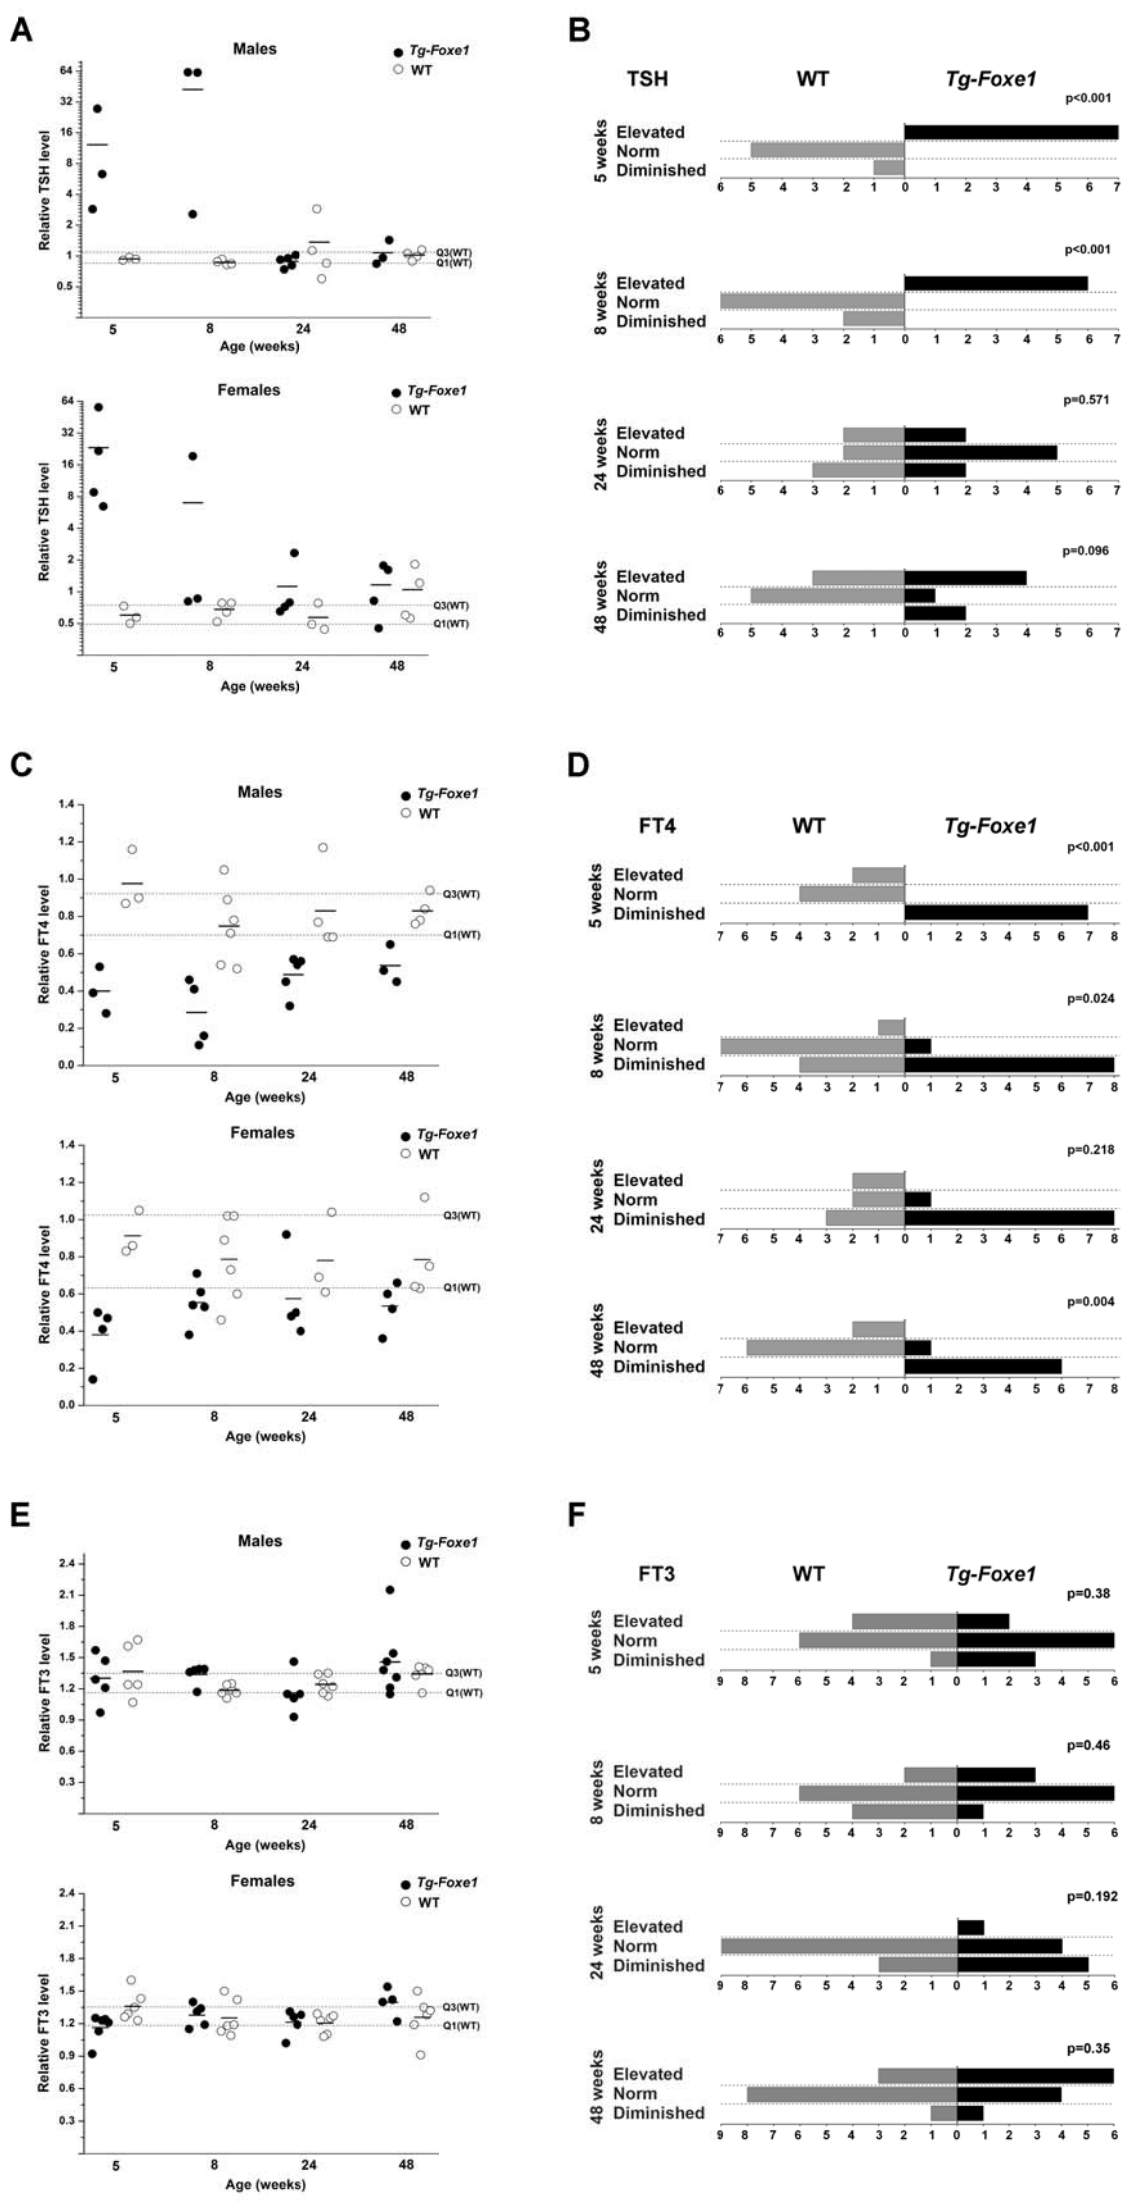 A
Males
Tg-Foxe1
WT
Relative TSH level
64
32
16
8
4
2
1
0.5
Q3(WT)
Q1(WT)
5 8 24 48
Age (weeks)
Females
Tg-Foxe1
WT
Relative TSH level
64
32
16
8
4
2
1
0.5
Q3(WT)
Q1(WT)
5 8 24 48
Age (weeks)
B
TSH WT Tg-Foxe1
p<0.001
5 weeks
Elevated
Norm
Diminished
6 5 4 3 2 1 0 1 2 3 4 5 6 7
p<0.001
8 weeks
Elevated
Norm
Diminished
6 5 4 3 2 1 0 1 2 3 4 5 6 7
p=0.571
24 weeks
Elevated
Norm
Diminished
6 5 4 3 2 1 0 1 2 3 4 5 6 7
p=0.096
48 weeks
Elevated
Norm
Diminished
6 5 4 3 2 1 0 1 2 3 4 5 6 7
C
Males
Tg-Foxe1
WT
Relative FT4 level
1.4
1.2
1.0
0.8
0.6
0.4
0.2
0.0
Q3(WT)
Q1(WT)
5 8 24 48
Age (weeks)
Females
Tg-Foxe1
WT
Relative FT4 level
1.4
1.2
1.0
0.8
0.6
0.4
0.2
0.0
Q3(WT)
Q1(WT)
5 8 24 48
Age (weeks)
D
FT4 WT Tg-Foxe1
p<0.001
5 weeks
Elevated
Norm
Diminished
7 6 5 4 3 2 1 0 1 2 3 4 5 6 7 8
p=0.024
8 weeks
Elevated
Norm
Diminished
7 6 5 4 3 2 1 0 1 2 3 4 5 6 7 8
p=0.218
24 weeks
Elevated
Norm
Diminished
7 6 5 4 3 2 1 0 1 2 3 4 5 6 7 8
p=0.004
48 weeks
Elevated
Norm
Diminished
7 6 5 4 3 2 1 0 1 2 3 4 5 6 7 8
E
Males
Tg-Foxe1
WT
Relative FT3 level
2.4
2.1
1.8
1.5
1.2
0.9
0.6
0.3
Q3(WT)
Q1(WT)
5 8 24 48
Age (weeks)
Females
Tg-Foxe1
WT
Relative FT3 level
2.4
2.1
1.8
1.5
1.2
0.9
0.6
0.3
Q3(WT)
Q1(WT)
5 8 24 48
Age (weeks)
F
FT3 WT Tg-Foxe1
p=0.38
5 weeks
Elevated
Norm
Diminished
9 8 7 6 5 4 3 2 1 0 1 2 3 4 5 6
p=0.46
8 weeks
Elevated
Norm
Diminished
9 8 7 6 5 4 3 2 1 0 1 2 3 4 5 6
p=0.192
24 weeks
Elevated
Norm
Diminished
9 8 7 6 5 4 3 2 1 0 1 2 3 4 5 6
p=0.35
48 weeks
Elevated
Norm
Diminished
9 8 7 6 5 4 3 2 1 0 1 2 3 4 5 6